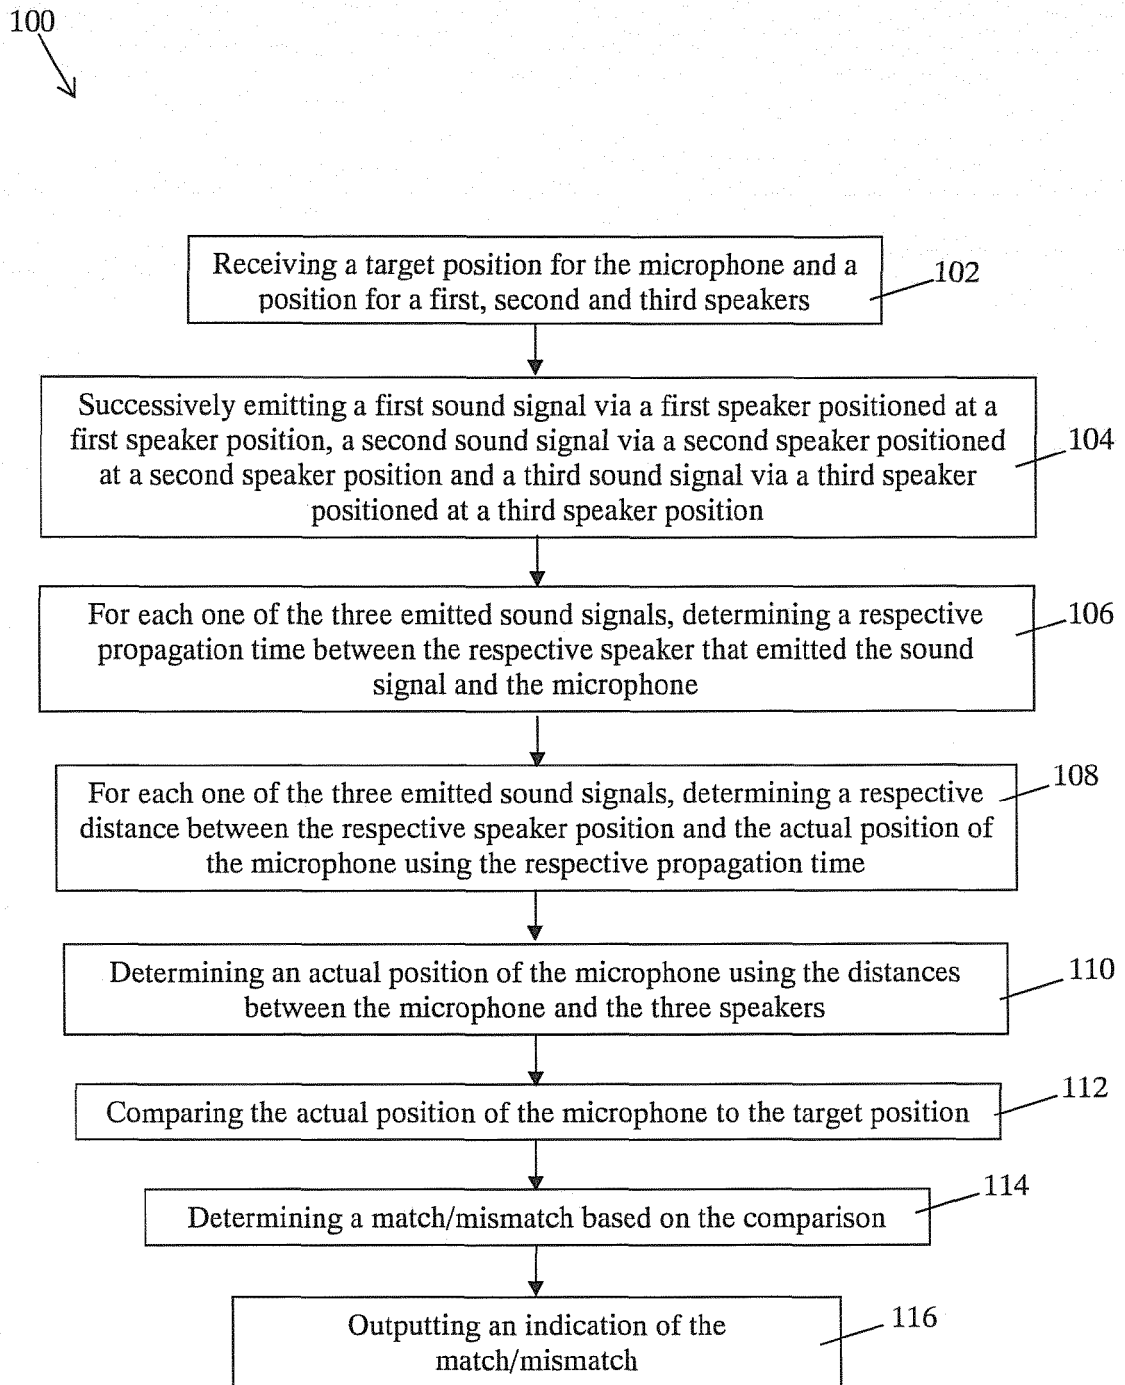 100
Receiving a target position for the microphone and a
position for a first, second and third speakers
102
Successively emitting a first sound signal via a first speaker positioned at a
first speaker position, a second sound signal via a second speaker positioned
at a second speaker position and a third sound signal via a third speaker
positioned at a third speaker position
104
For each one of the three emitted sound signals, determining a respective
propagation time between the respective speaker that emitted the sound
signal and the microphone
106
For each one of the three emitted sound signals, determining a respective
distance between the respective speaker position and the actual position of
the microphone using the respective propagation time
108
Determining an actual position of the microphone using the distances
between the microphone and the three speakers
110
Comparing the actual position of the microphone to the target position
112
Determining a match/mismatch based on the comparison
114
Outputting an indication of the
match/mismatch
116